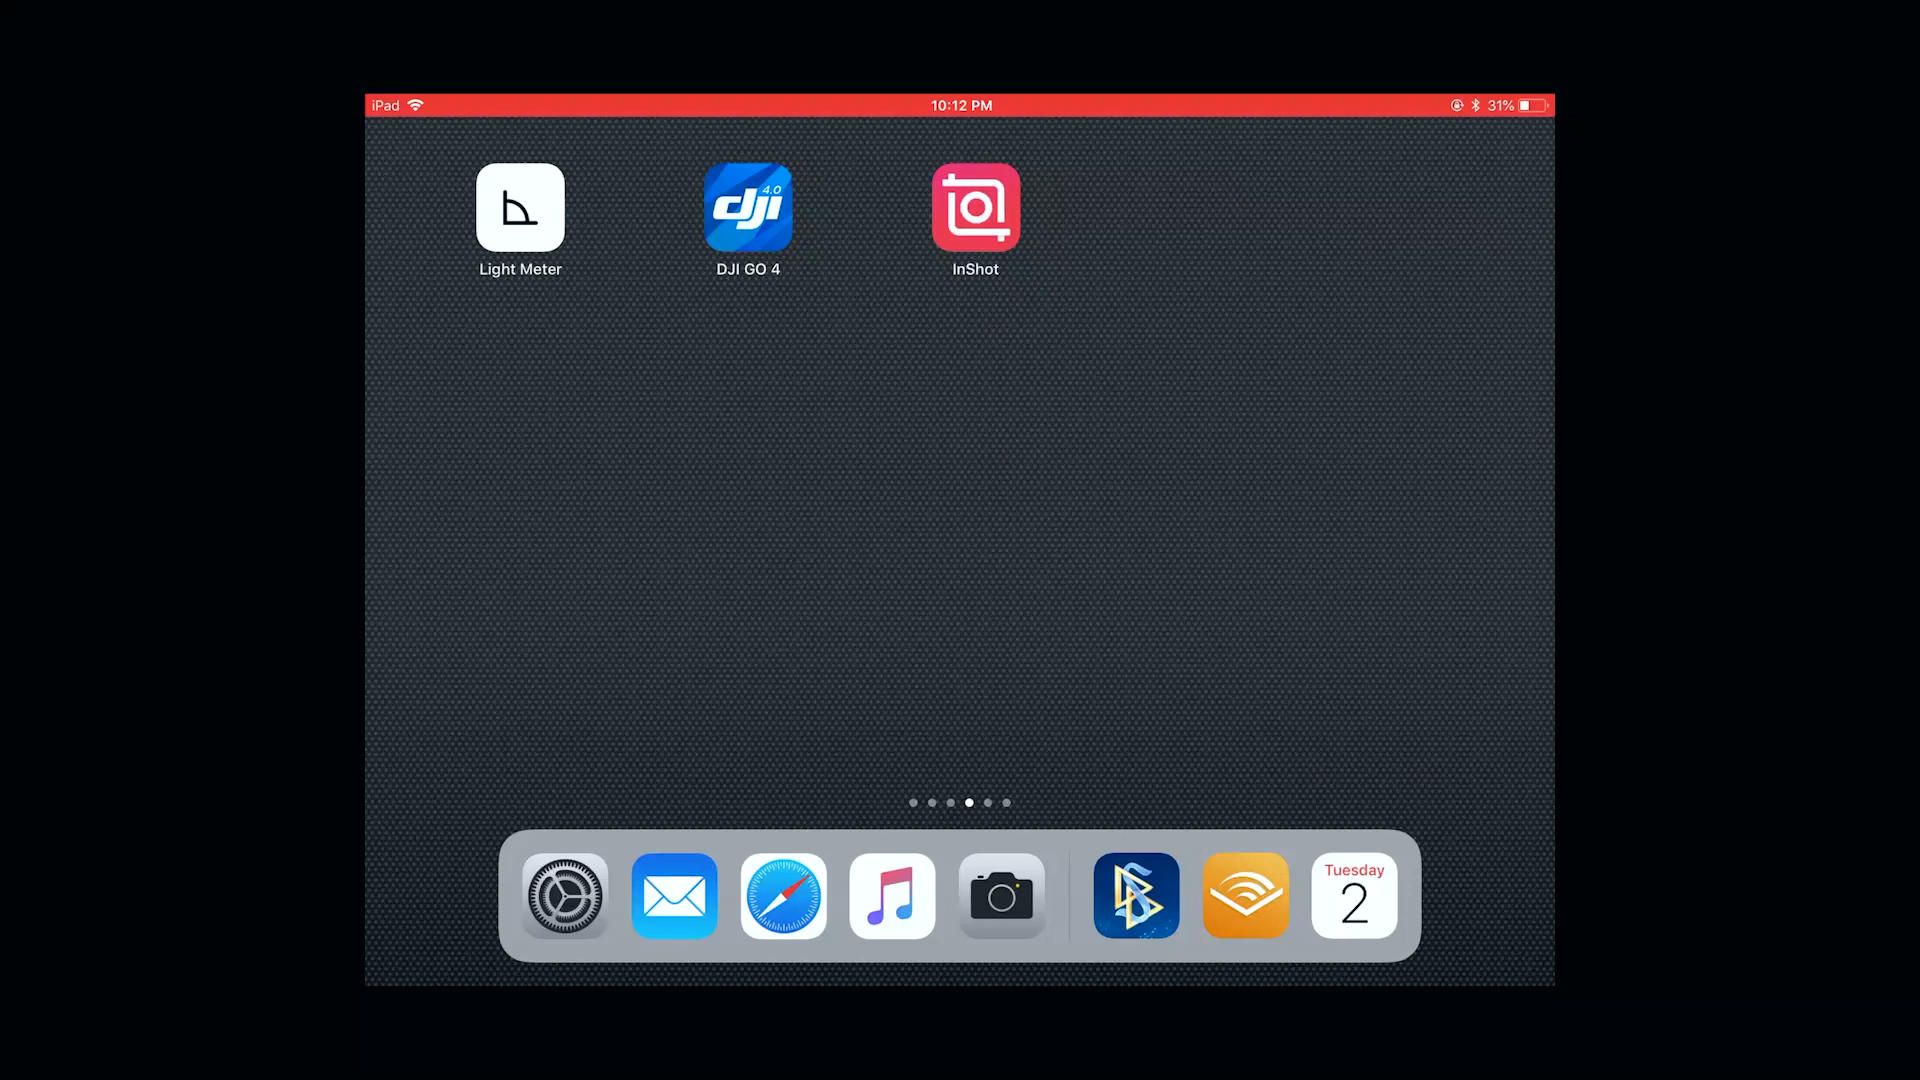 iPad
10:12 PM
31%
dji 4.0
Light Meter
DJI GO 4
InShot
Tuesday
2